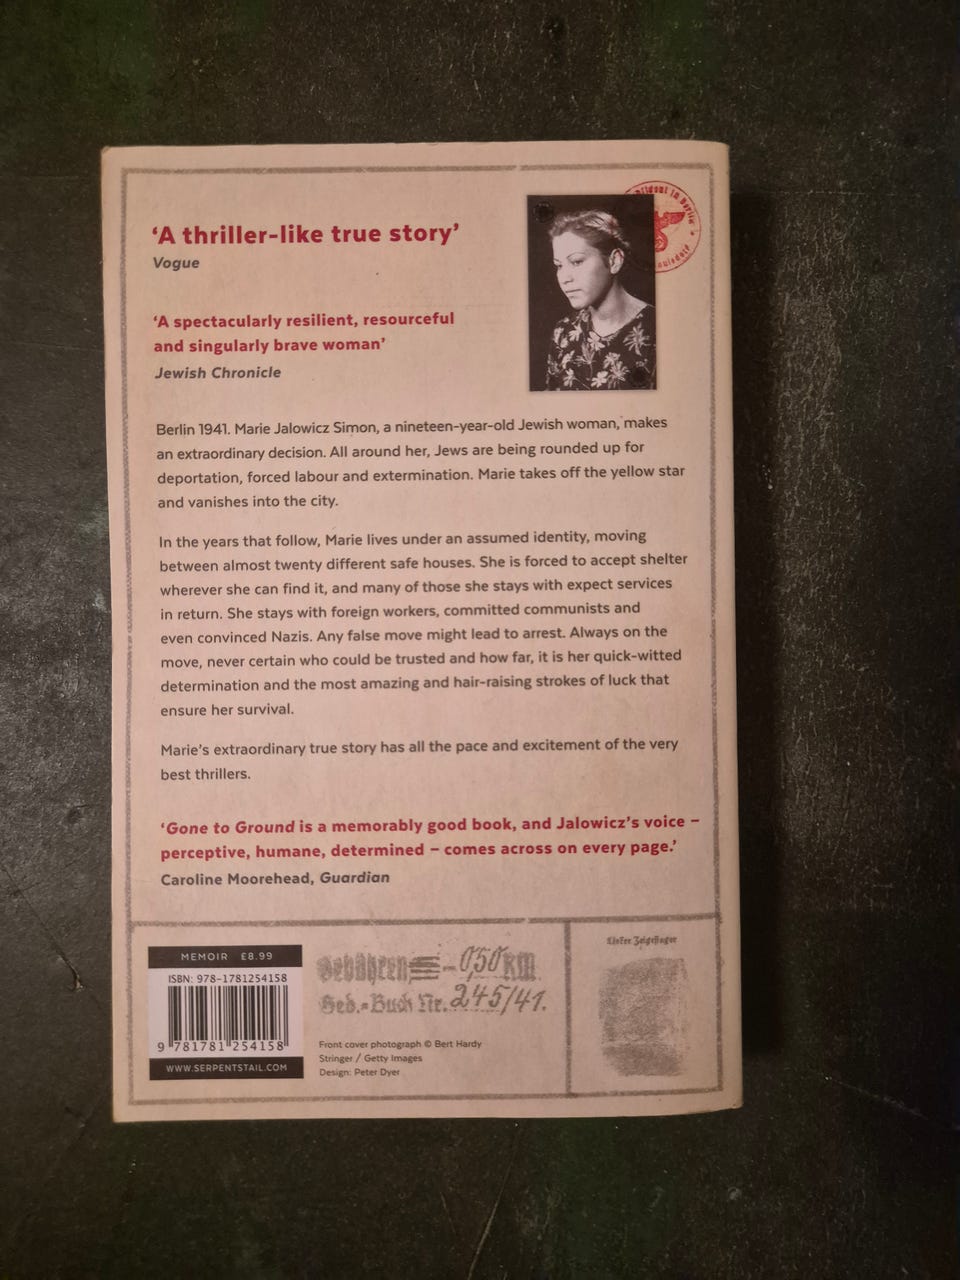 ‘A thriller-like true story’
Vogue
‘A spectacularly resilient, resourceful
and singularly brave woman’
Jewish Chronicle
Berlin 1941. Marie Jalowicz Simon, a nineteen-year-old Jewish woman, makes
an extraordinary decision. All around her, Jews are being rounded up for
deportation, forced labour and extermination. Marie takes off the yellow star
and vanishes into the city.
In the years that follow, Marie lives under an assumed identity, moving
between almost twenty different safe houses. She is forced to accept shelter
wherever she can find it, and many of those she stays with expect services
in return. She stays with foreign workers, committed communists and
even convinced Nazis. Any false move might lead to arrest. Always on the
move, never certain who could be trusted and how far, it is her quick-witted
determination and the most amazing and hair-raising strokes of luck that
ensure her survival.
Marie’s extraordinary true story has all the pace and excitement of the very
best thrillers.
‘Gone to Ground is a memorably good book, and Jalowicz’s voice –
perceptive, humane, determined – comes across on every page.’
Caroline Moorehead, Guardian
MEMOIR £8.99
ISBN: 978-1781254158
9 781781 254158
WWW.SERPENTSTAIL.COM
Gebühren - 0,50 RM
Geb.=Buch Nr. 245/41.
Front cover photograph © Bert Hardy
Stringer / Getty Images
Design: Peter Dyer
Linker Zeigefinger
in Berlin